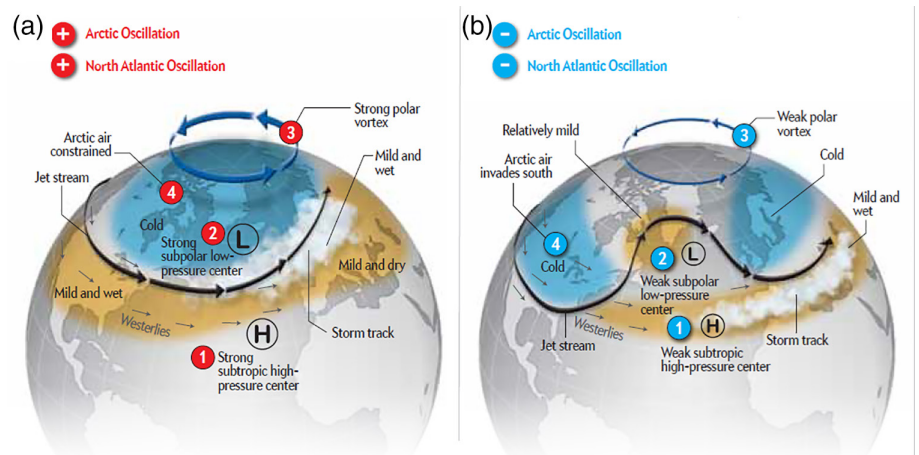 (a)
+ Arctic Oscillation
+ North Atlantic Oscillation
3
Strong polar
vortex
Arctic air
constrained
4
Mild and
wet
Jet stream
Cold
2
L
Strong
subpolar low-
pressure center
Mild and dry
Mild and wet
Westerlies
H
Storm track
1
Strong
subtropic high-
pressure center
(b)
− Arctic Oscillation
− North Atlantic Oscillation
Weak polar
vortex
3
Relatively mild
Arctic air
invades south
Cold
Mild and
wet
4
Cold
2
L
Weak subpolar
low-pressure
center
Westerlies
1
H
Jet stream
Storm track
Weak subtropic
high-pressure center